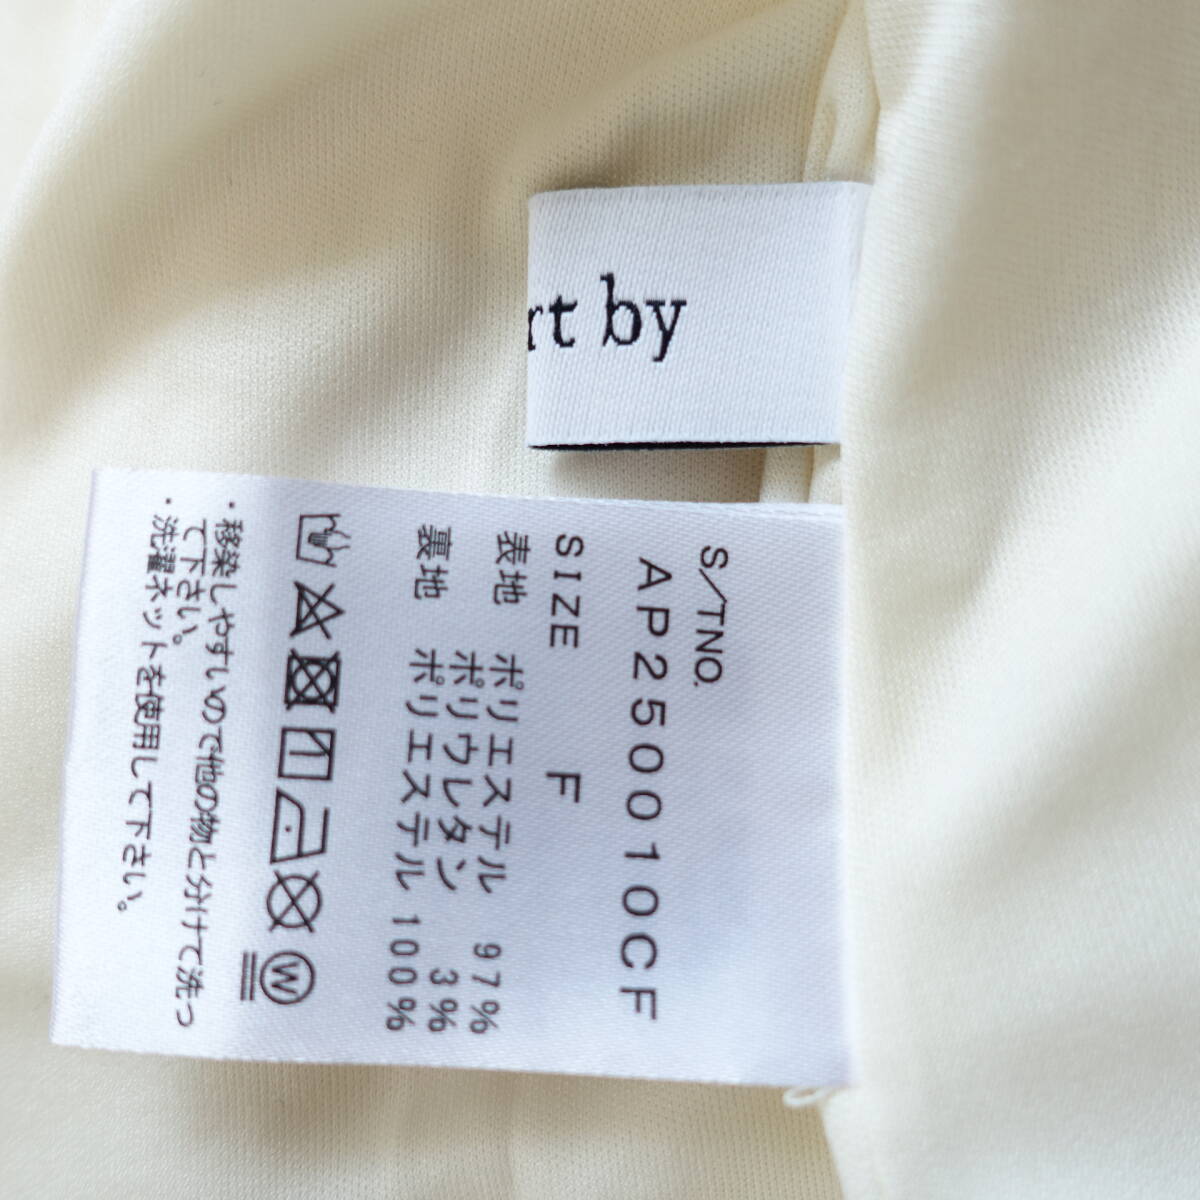 rt by
S/TNO.
AP250010CF
SIZE F
表地 ポリエステル 97%
ポリウレタン 3%
裏地 ポリエステル 100%
W
・移染しやすいので他の物と分けて洗っ
て下さい。
・洗濯ネットを使用して下さい。